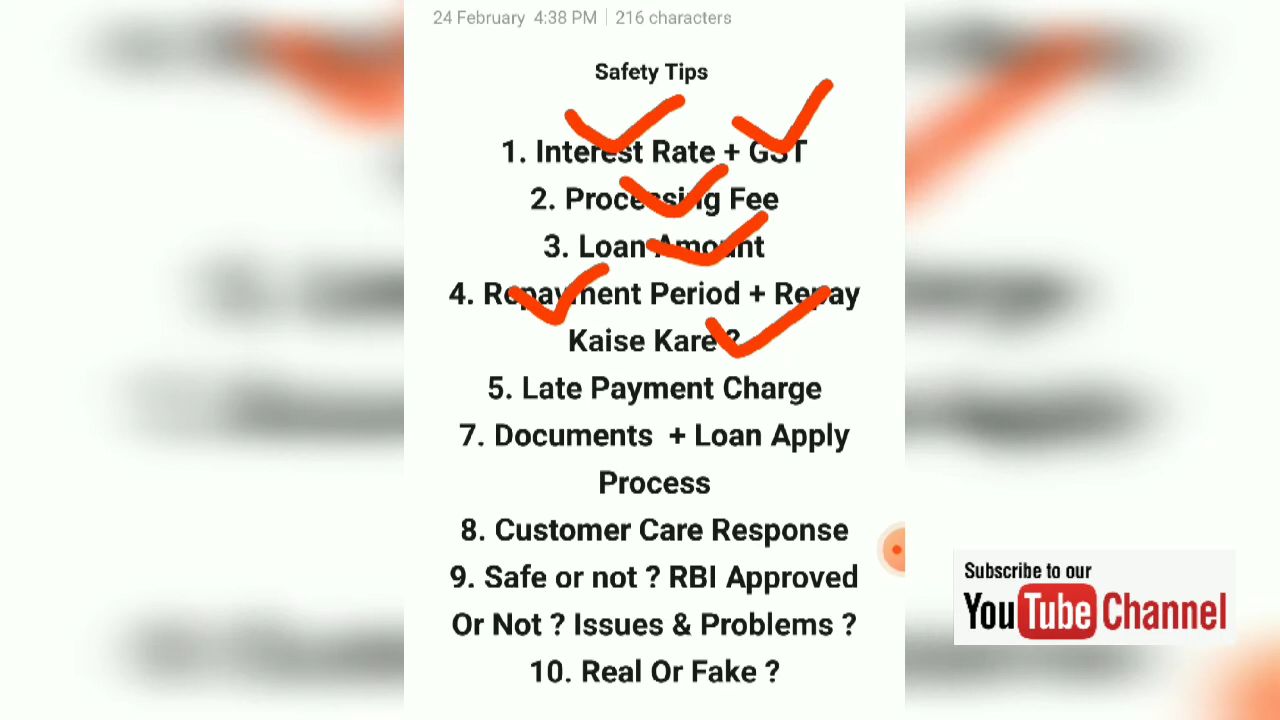 24 February 4:38 PM | 216 characters
Safety Tips
1. Interest Rate + GST
2. Processing Fee
3. Loan Amount
4. Repayment Period + Repay
Kaise Kare ?
5. Late Payment Charge
7. Documents + Loan Apply
Process
8. Customer Care Response
9. Safe or not ? RBI Approved
Or Not ? Issues & Problems ?
10. Real Or Fake ?
Subscribe to our
YouTube Channel